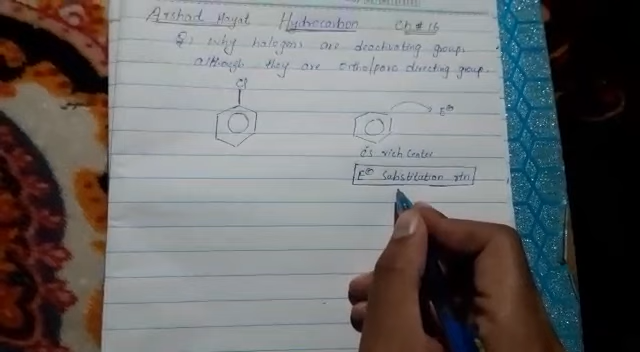 Arshad Hayat Hydrocarbon Ch # 16
Q: why halogens are deactivating group,
although they are ortho/para directing group.
Cl
E⊕
ē's rich center
E⊕ Substitution rxn